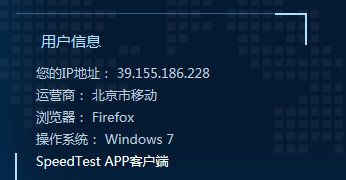 用户信息
您的IP地址： 39.155.186.228
运营商： 北京市移动
浏览器： Firefox
操作系统： Windows 7
SpeedTest APP客户端